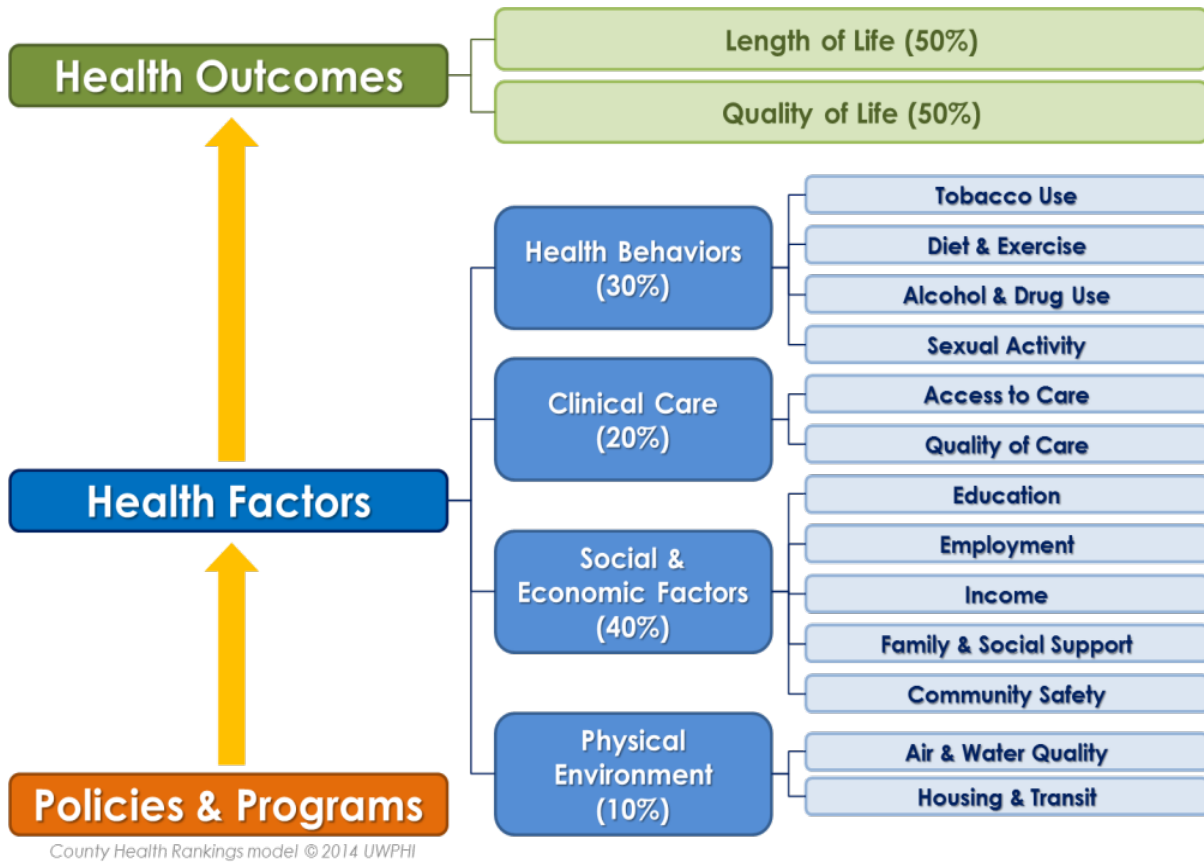 Health Outcomes
Length of Life (50%)
Quality of Life (50%)
Health Factors
Health Behaviors
(30%)
Tobacco Use
Diet & Exercise
Alcohol & Drug Use
Sexual Activity
Clinical Care
(20%)
Access to Care
Quality of Care
Social &
Economic Factors
(40%)
Education
Employment
Income
Family & Social Support
Community Safety
Physical
Environment
(10%)
Air & Water Quality
Housing & Transit
Policies & Programs
County Health Rankings model © 2014 UWPHI